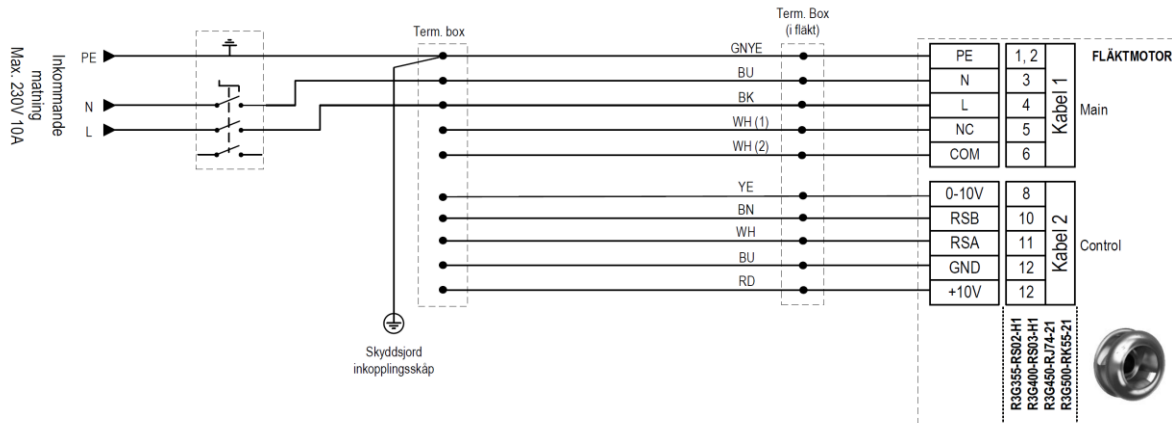 Inkommande
matning
Max. 230V 10A
PE
N
L
Term. box
Term. Box
(i fläkt)
GNYE
BU
BK
WH (1)
WH (2)
YE
BN
WH
BU
RD
PE 1, 2
N 3
L 4
NC 5
COM 6
Kabel 1
Main
FLÄKTMOTOR
0-10V 8
RSB 10
RSA 11
GND 12
+10V 12
Kabel 2
Control
Skyddsjord
inkopplingsskåp
R3G355-RS02-H1
R3G400-RS03-H1
R3G450-RJ74-21
R3G500-RK55-21